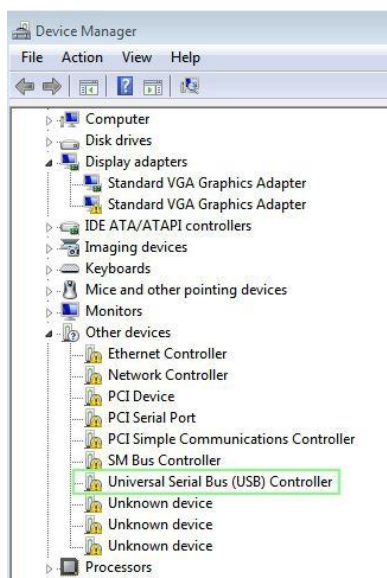 Device Manager
File Action View Help
Computer
Disk drives
Display adapters
Standard VGA Graphics Adapter
Standard VGA Graphics Adapter
IDE ATA/ATAPI controllers
Imaging devices
Keyboards
Mice and other pointing devices
Monitors
Other devices
Ethernet Controller
Network Controller
PCI Device
PCI Serial Port
PCI Simple Communications Controller
SM Bus Controller
Universal Serial Bus (USB) Controller
Unknown device
Unknown device
Unknown device
Processors